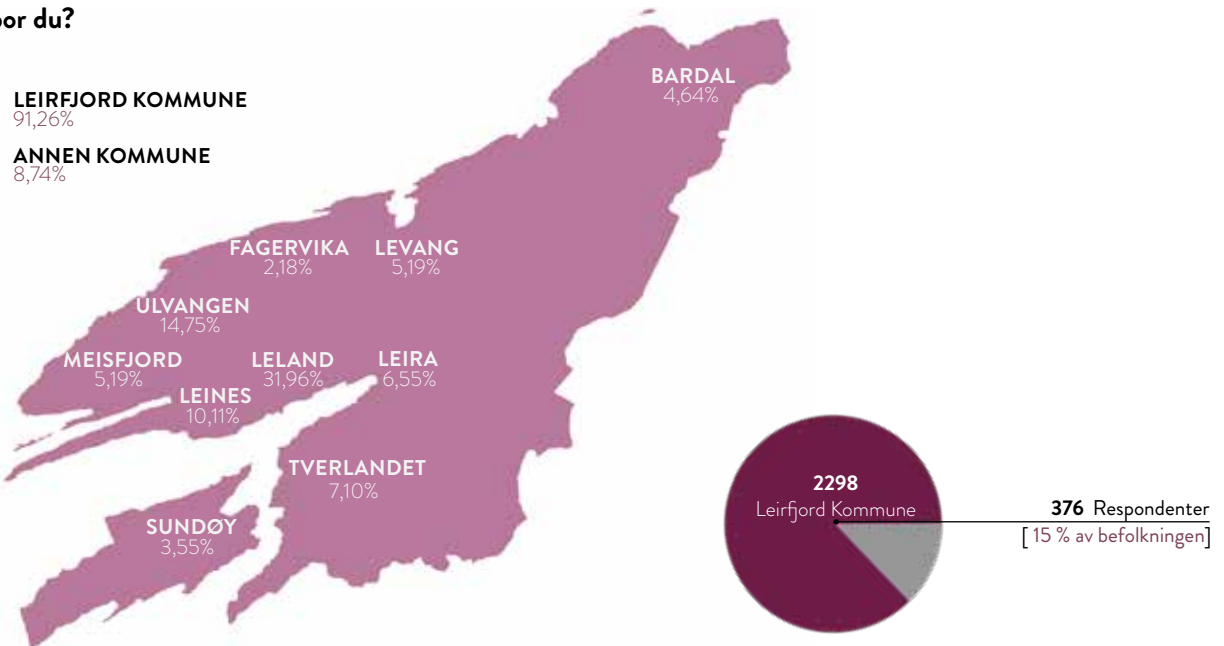 bor du?
LEIRFJORD KOMMUNE
91,26%
ANNEN KOMMUNE
8,74%
BARDAL
4,64%
FAGERVIKA
2,18%
LEVANG
5,19%
ULVANGEN
14,75%
MEISFJORD
5,19%
LELAND
31,96%
LEIRA
6,55%
LEINES
10,11%
TVERLANDET
7,10%
SUNDØY
3,55%
2298
Leirfjord Kommune
376 Respondenter
[ 15 % av befolkningen]